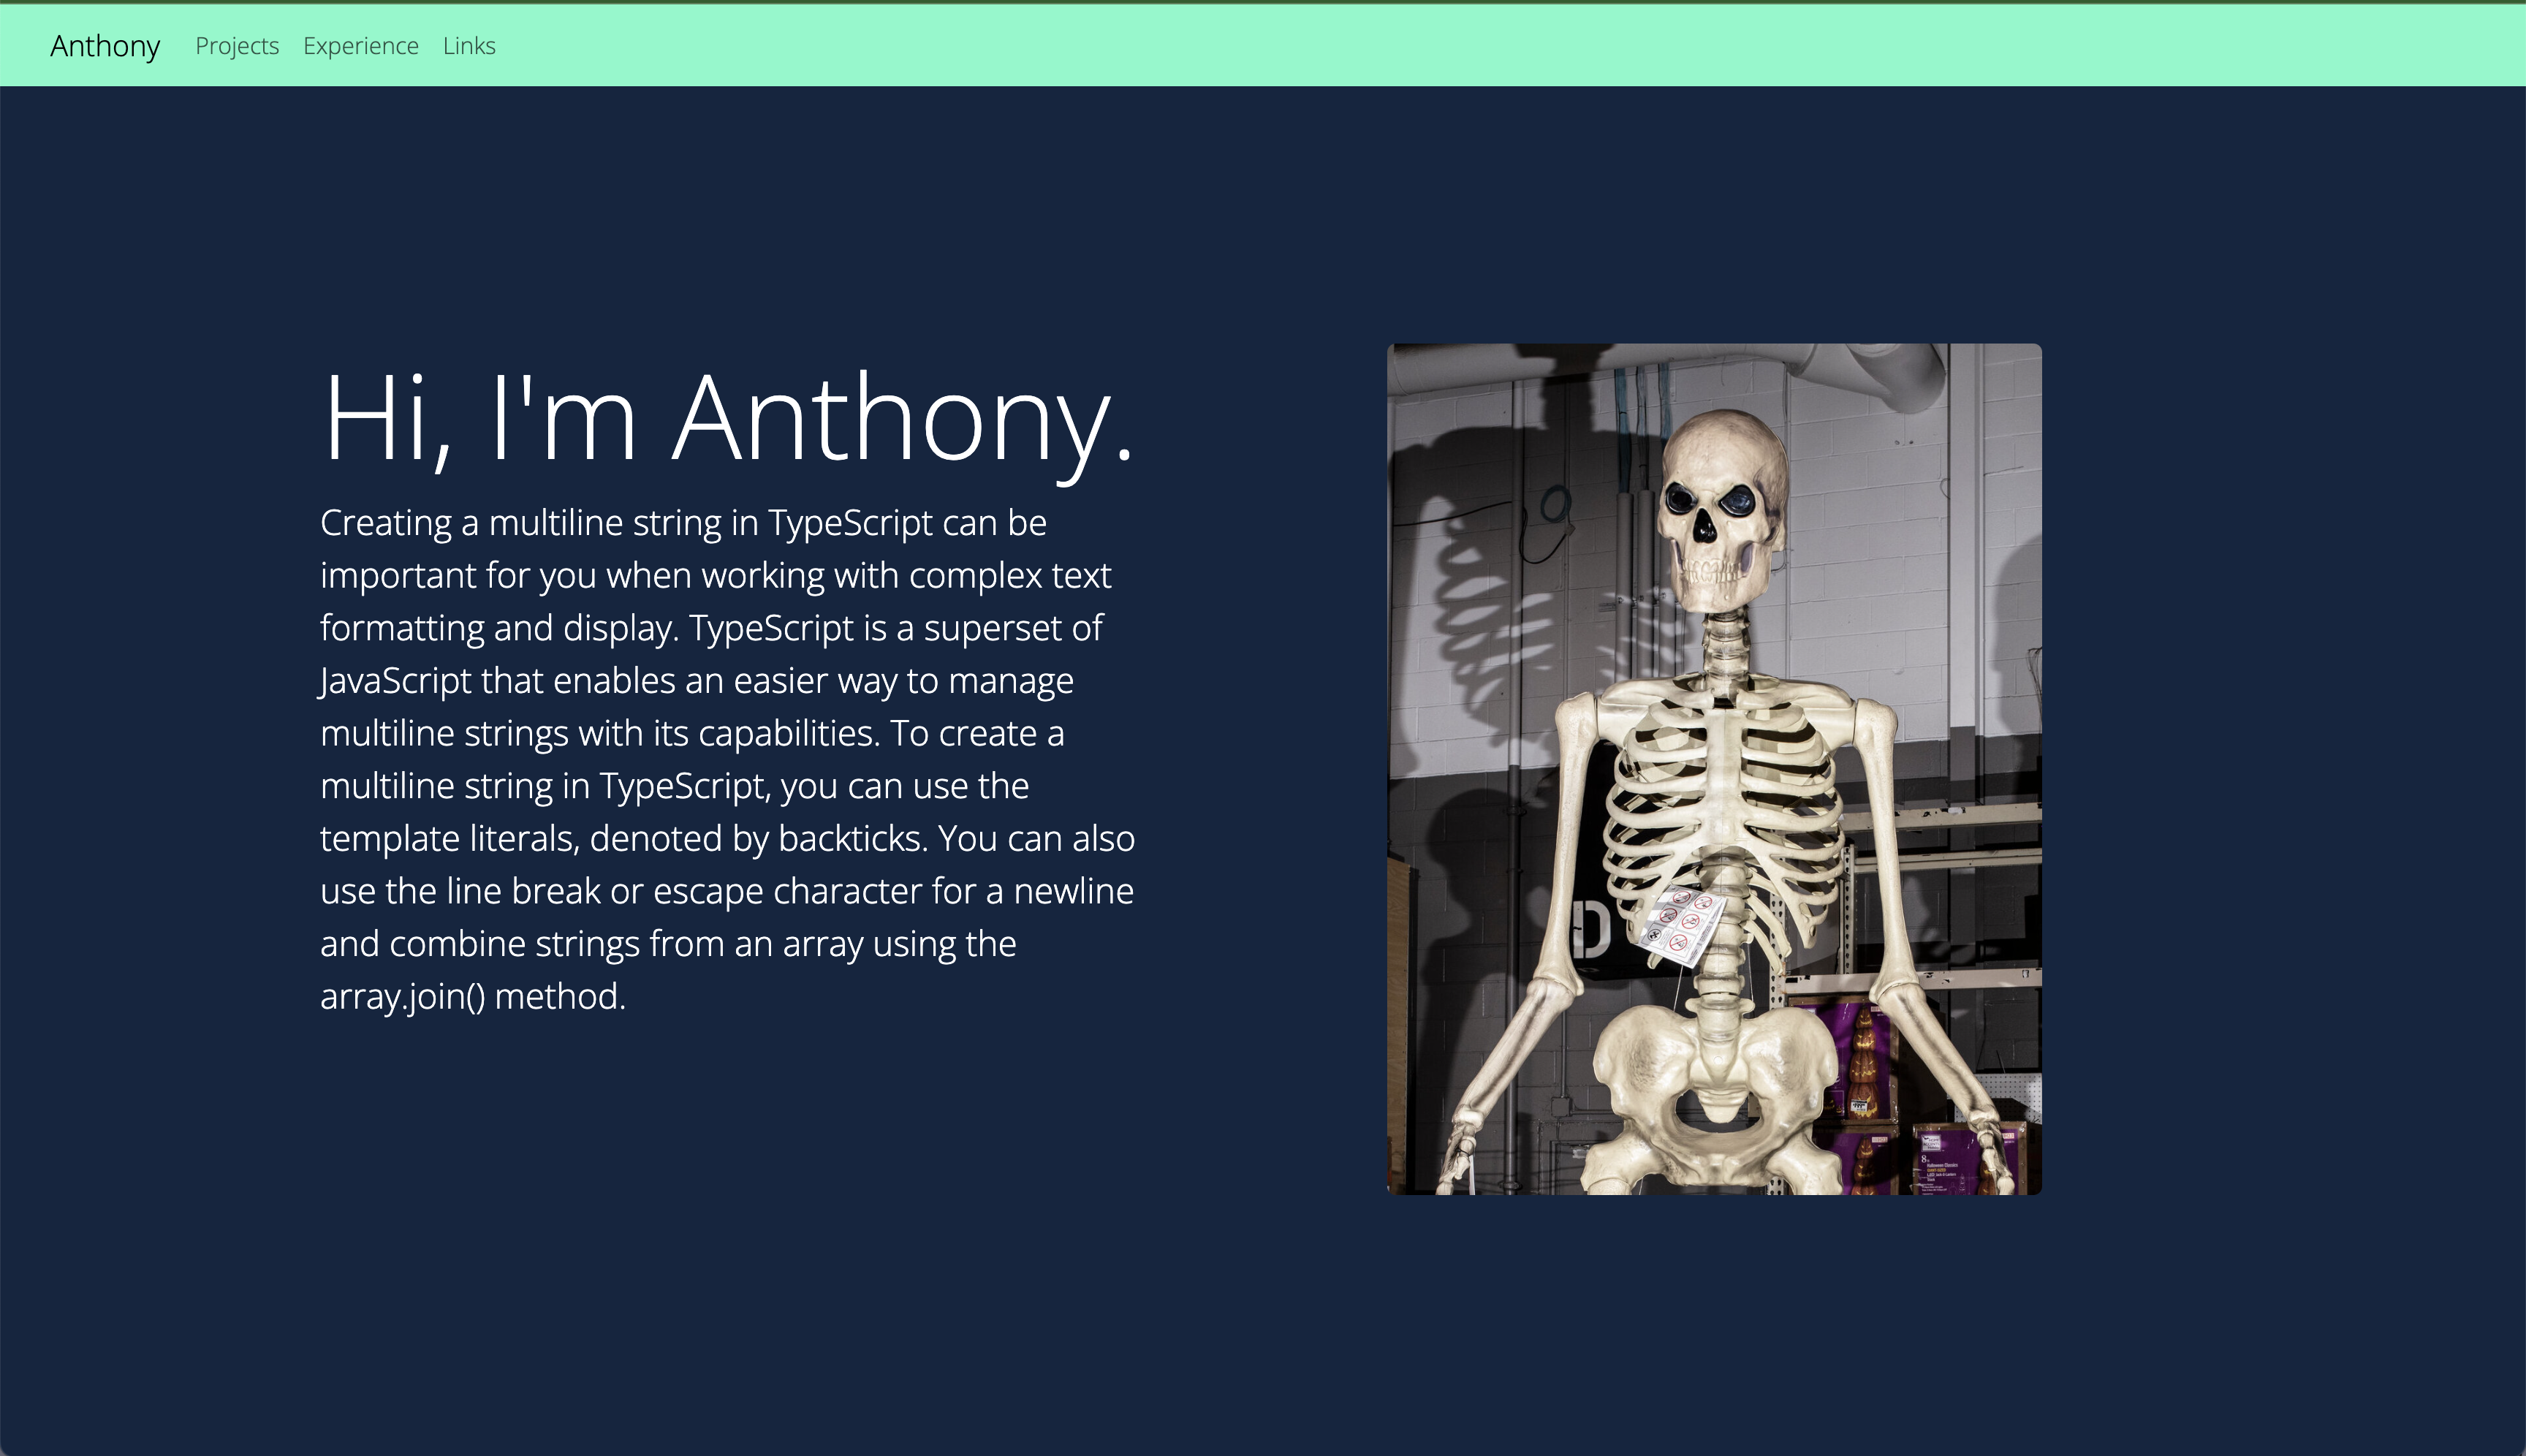 Anthony Projects Experience Links
Hi, I'm Anthony.
Creating a multiline string in TypeScript can be
important for you when working with complex text
formatting and display. TypeScript is a superset of
JavaScript that enables an easier way to manage
multiline strings with its capabilities. To create a
multiline string in TypeScript, you can use the
template literals, denoted by backticks. You can also
use the line break or escape character for a newline
and combine strings from an array using the
array.join() method.
D